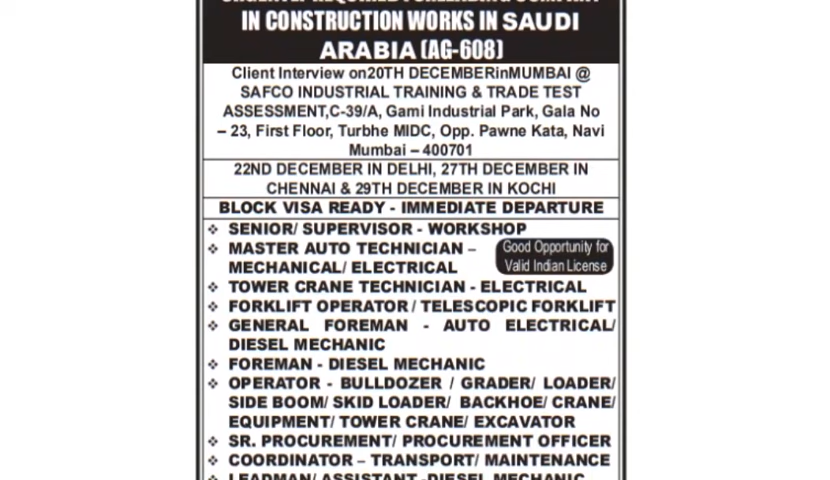 IN CONSTRUCTION WORKS IN SAUDI
ARABIA (AG-608)
Client Interview on20TH DECEMBERinMUMBAI @
SAFCO INDUSTRIAL TRAINING & TRADE TEST
ASSESSMENT,C-39/A, Gami Industrial Park, Gala No
– 23, First Floor, Turbhe MIDC, Opp. Pawne Kata, Navi
Mumbai – 400701
22ND DECEMBER IN DELHI, 27TH DECEMBER IN
CHENNAI & 29TH DECEMBER IN KOCHI
BLOCK VISA READY - IMMEDIATE DEPARTURE
❖ SENIOR/ SUPERVISOR - WORKSHOP
❖ MASTER AUTO TECHNICIAN –
MECHANICAL/ ELECTRICAL
Good Opportunity for
Valid Indian License
❖ TOWER CRANE TECHNICIAN - ELECTRICAL
❖ FORKLIFT OPERATOR / TELESCOPIC FORKLIFT
❖ GENERAL FOREMAN - AUTO ELECTRICAL/
DIESEL MECHANIC
❖ FOREMAN - DIESEL MECHANIC
❖ OPERATOR - BULLDOZER / GRADER/ LOADER/
SIDE BOOM/ SKID LOADER/ BACKHOE/ CRANE/
EQUIPMENT/ TOWER CRANE/ EXCAVATOR
❖ SR. PROCUREMENT/ PROCUREMENT OFFICER
❖ COORDINATOR – TRANSPORT/ MAINTENANCE
❖ LEADMAN/ ASSISTANT -DIESEL MECHANIC